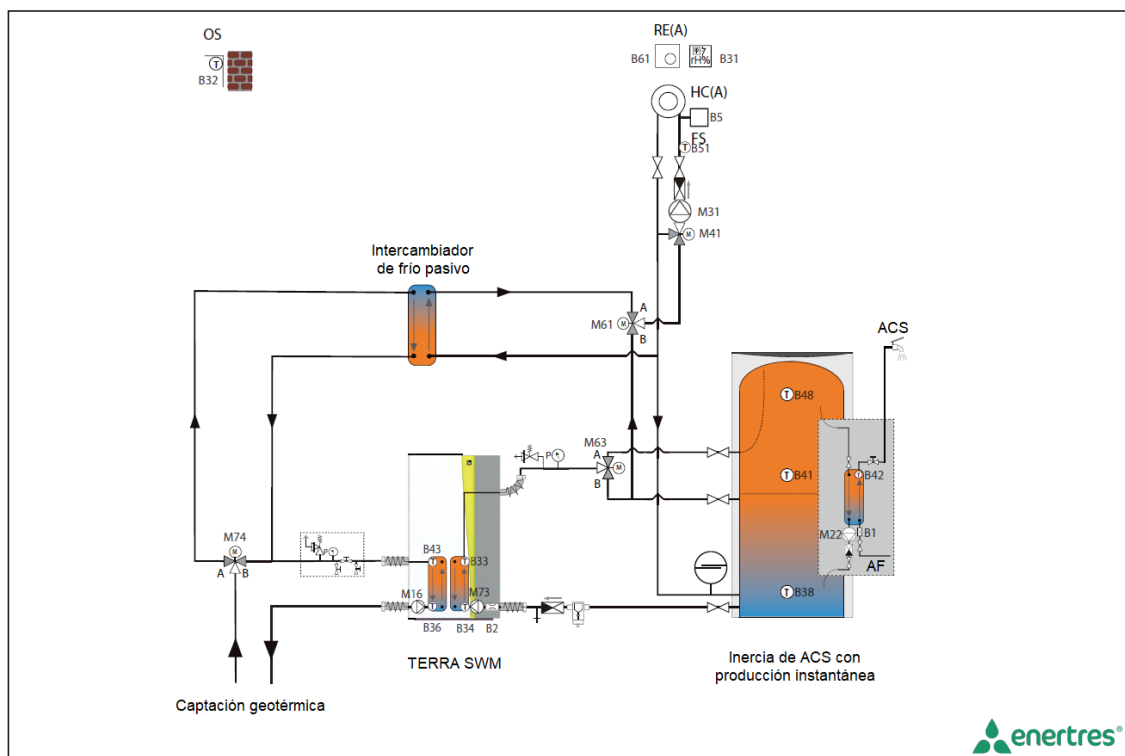 OS
T
B32
RE(A)
B61
rH%
B31
HC(A)
B5
FS
T
B51
M31
M
M41
Intercambiador
de frío pasivo
A
M61
M
B
ACS
T
B48
M63
A
M
B
P
T
B41
T
B42
M22
B1
AF
T
B38
M74
M
A
B
P
B43
T
T
B33
M16
M73
T
T
B36
B34
B2
TERRA SWM
Inercia de ACS con
producción instantánea
Captación geotérmica
enertres®